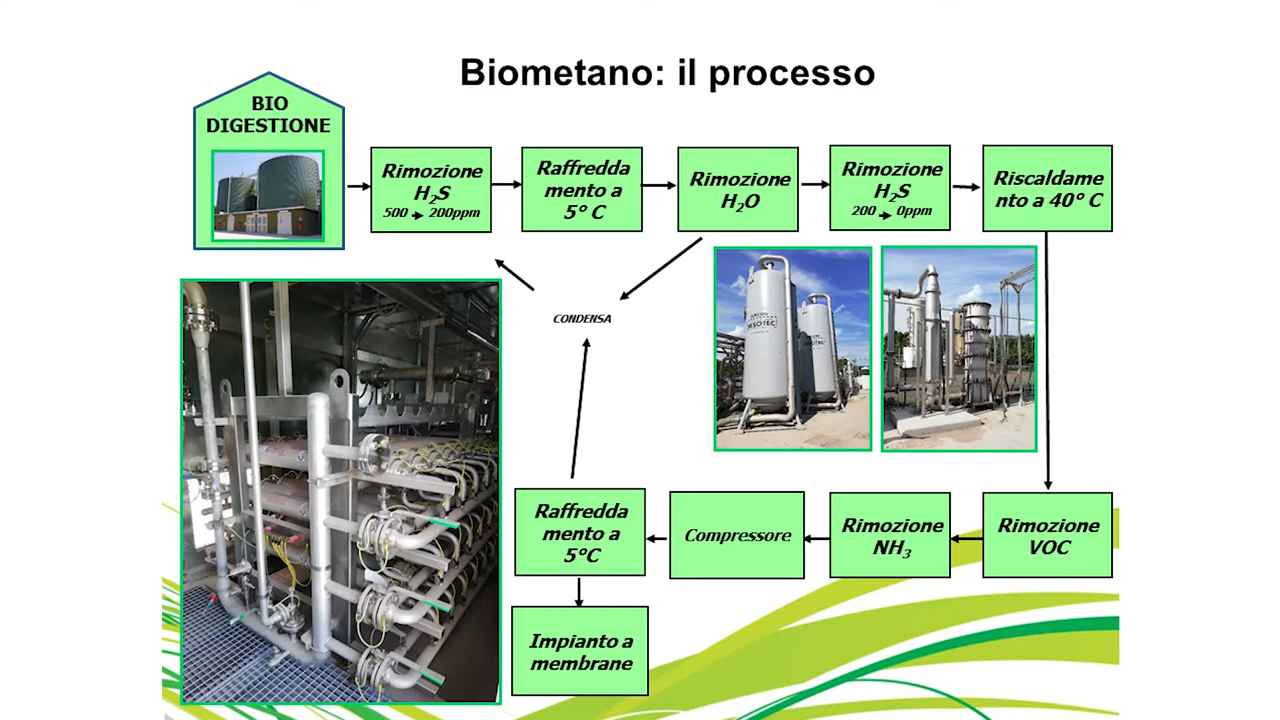 Biometano: il processo
BIO
DIGESTIONE
Rimozione
H₂S
500 → 200ppm
Raffredda
mento a
5° C
Rimozione
H₂O
Rimozione
H₂S
200 → 0ppm
Riscaldame
nto a 40° C
CONDENSA
DESOTEC
Raffredda
mento a
5°C
Compressore
Rimozione
NH₃
Rimozione
VOC
Impianto a
membrane